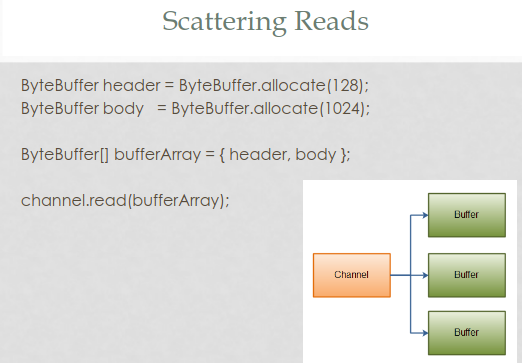 Scattering Reads
ByteBuffer header = ByteBuffer.allocate(128);
ByteBuffer body = ByteBuffer.allocate(1024);
ByteBuffer[] bufferArray = { header, body };
channel.read(bufferArray);
Buffer
Channel
Buffer
Buffer